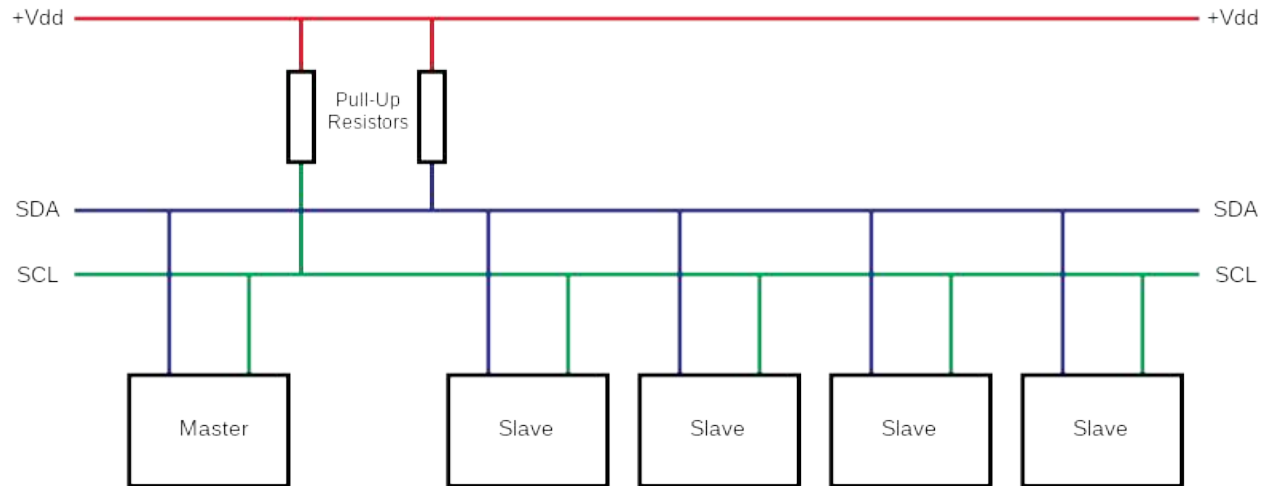 +Vdd
+Vdd
Pull-Up
Resistors
SDA
SDA
SCL
SCL
Master
Slave
Slave
Slave
Slave